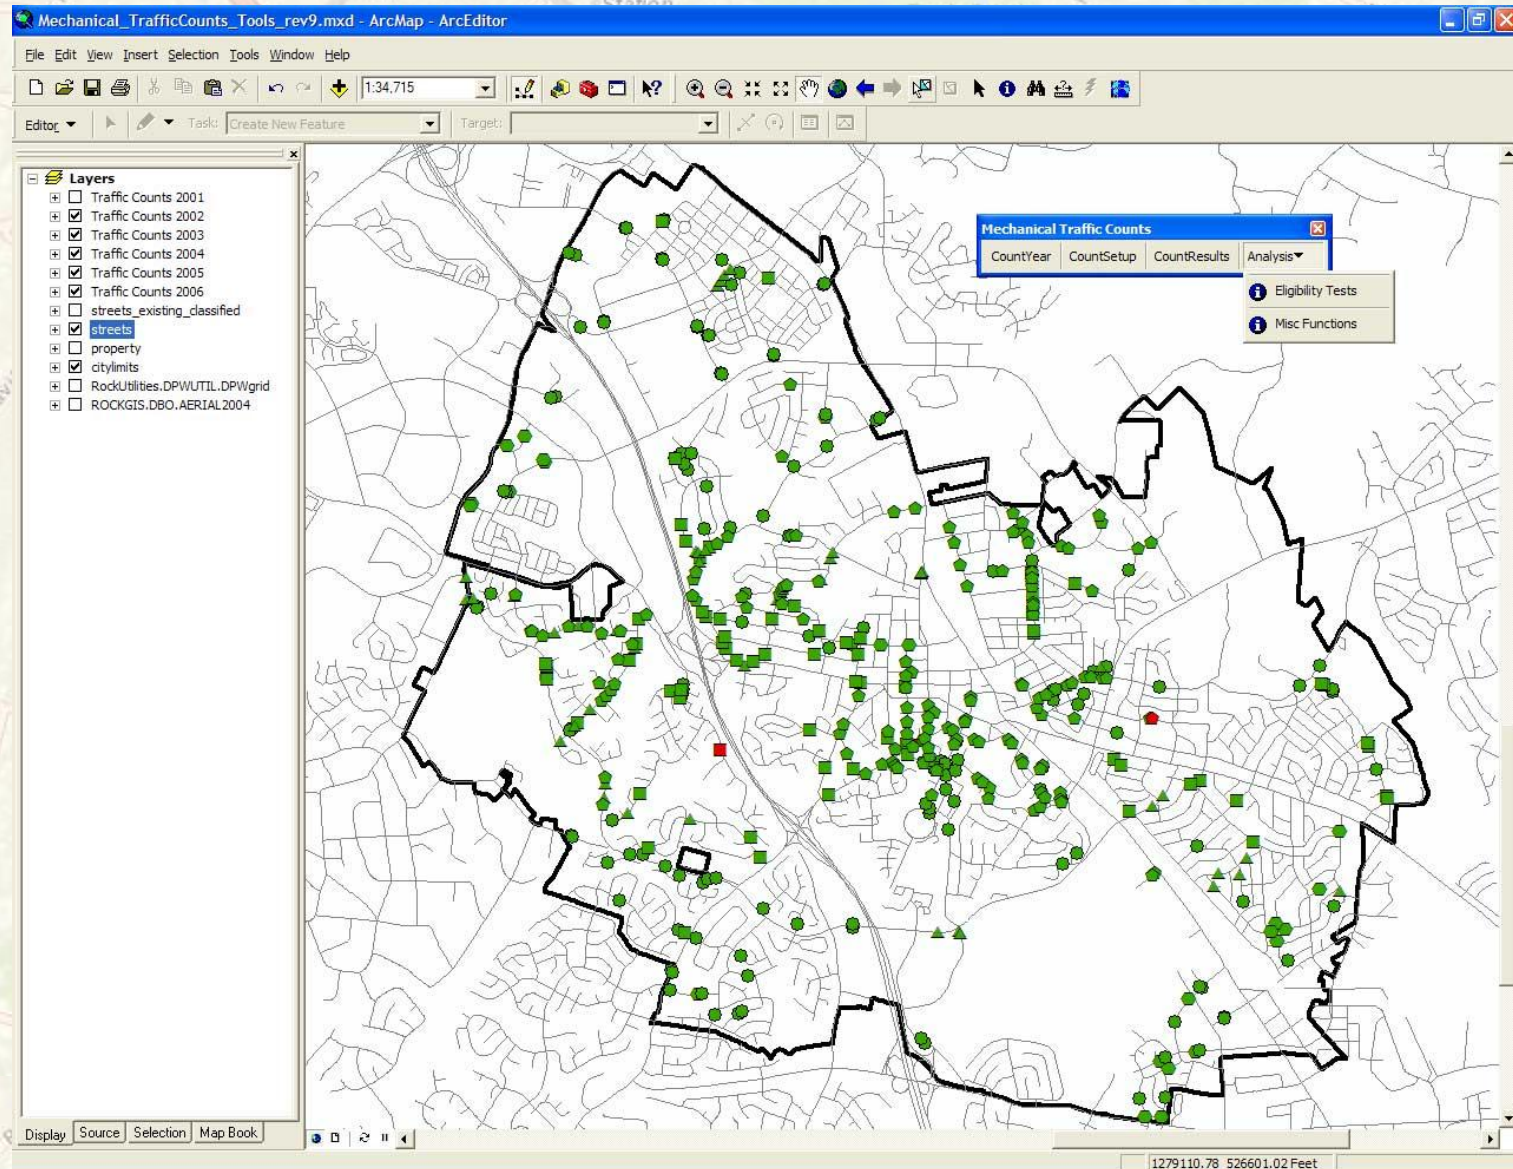 Station
Mechanical_TrafficCounts_Tools_rev9.mxd - ArcMap - ArcEditor
File Edit View Insert Selection Tools Window Help
1:34.715
Editor Task: Create New Feature Target:
Layers
Traffic Counts 2001
Traffic Counts 2002
Traffic Counts 2003
Traffic Counts 2004
Traffic Counts 2005
Traffic Counts 2006
streets_existing_classified
streets
property
citylimits
RockUtilities.DPWUTIL.DPWgrid
ROCKGIS.DBO.AERIAL2004
Mechanical Traffic Counts
CountYear CountSetup CountResults Analysis
Eligibility Tests
Misc Functions
Display Source Selection Map Book
1279110.78 526601.02 Feet